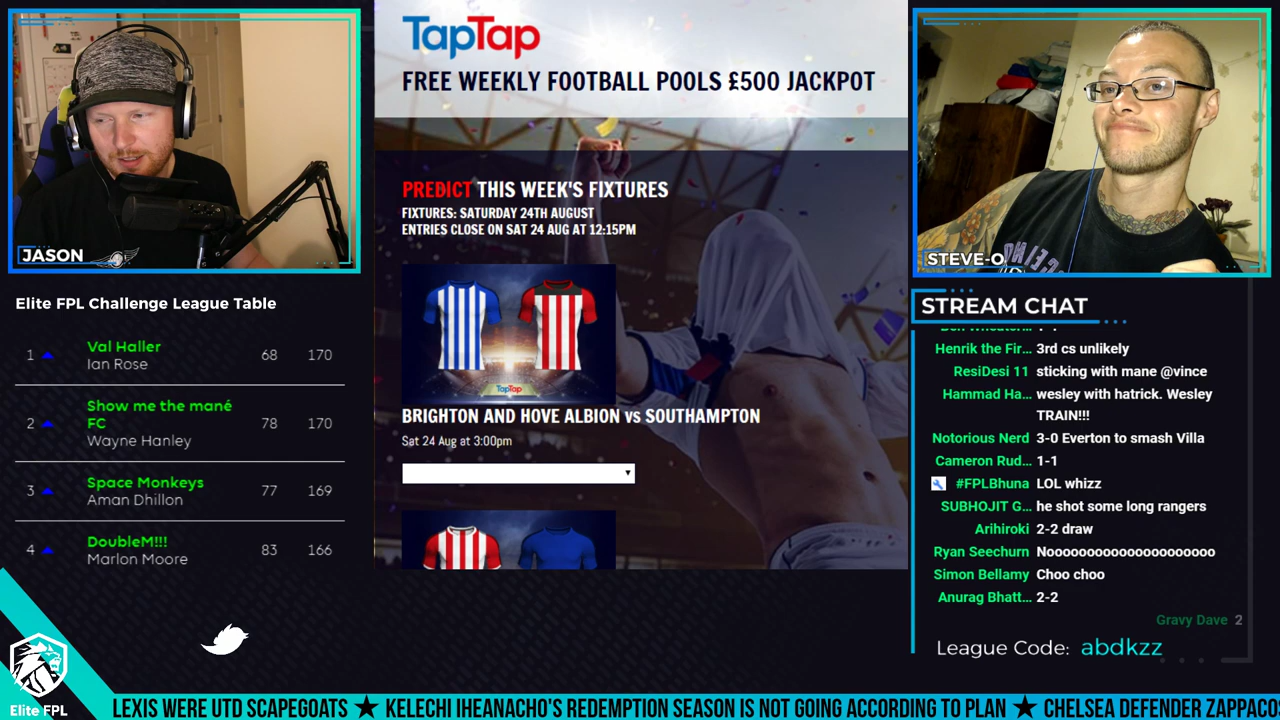 JASON
Elite FPL Challenge League Table
1 Val Haller 68 170
Ian Rose
2 Show me the mané FC 78 170
Wayne Hanley
3 Space Monkeys 77 169
Aman Dhillon
4 DoubleM!!! 83 166
Marlon Moore
Elite FPL
TapTap
FREE WEEKLY FOOTBALL POOLS £500 JACKPOT
PREDICT THIS WEEK'S FIXTURES
FIXTURES: SATURDAY 24TH AUGUST
ENTRIES CLOSE ON SAT 24 AUG AT 12:15PM
TapTap
BRIGHTON AND HOVE ALBION vs SOUTHAMPTON
Sat 24 Aug at 3:00pm
STEVE-O
STREAM CHAT
Henrik the Fir... 3rd cs unlikely
ResiDesi 11 sticking with mane @vince
Hammad Ha... wesley with hatrick. Wesley
TRAIN!!!
Notorious Nerd 3-0 Everton to smash Villa
Cameron Rud... 1-1
#FPLBhuna LOL whizz
SUBHOJIT G... he shot some long rangers
Arihiroki 2-2 draw
Ryan Seechurn Nooooooooooooooooooooo
Simon Bellamy Choo choo
Anurag Bhatt... 2-2
Gravy Dave 2
League Code: abdkzz
LEXIS WERE UTD SCAPEGOATS ★ KELECHI IHEANACHO'S REDEMPTION SEASON IS NOT GOING ACCORDING TO PLAN ★ CHELSEA DEFENDER ZAPPACOS